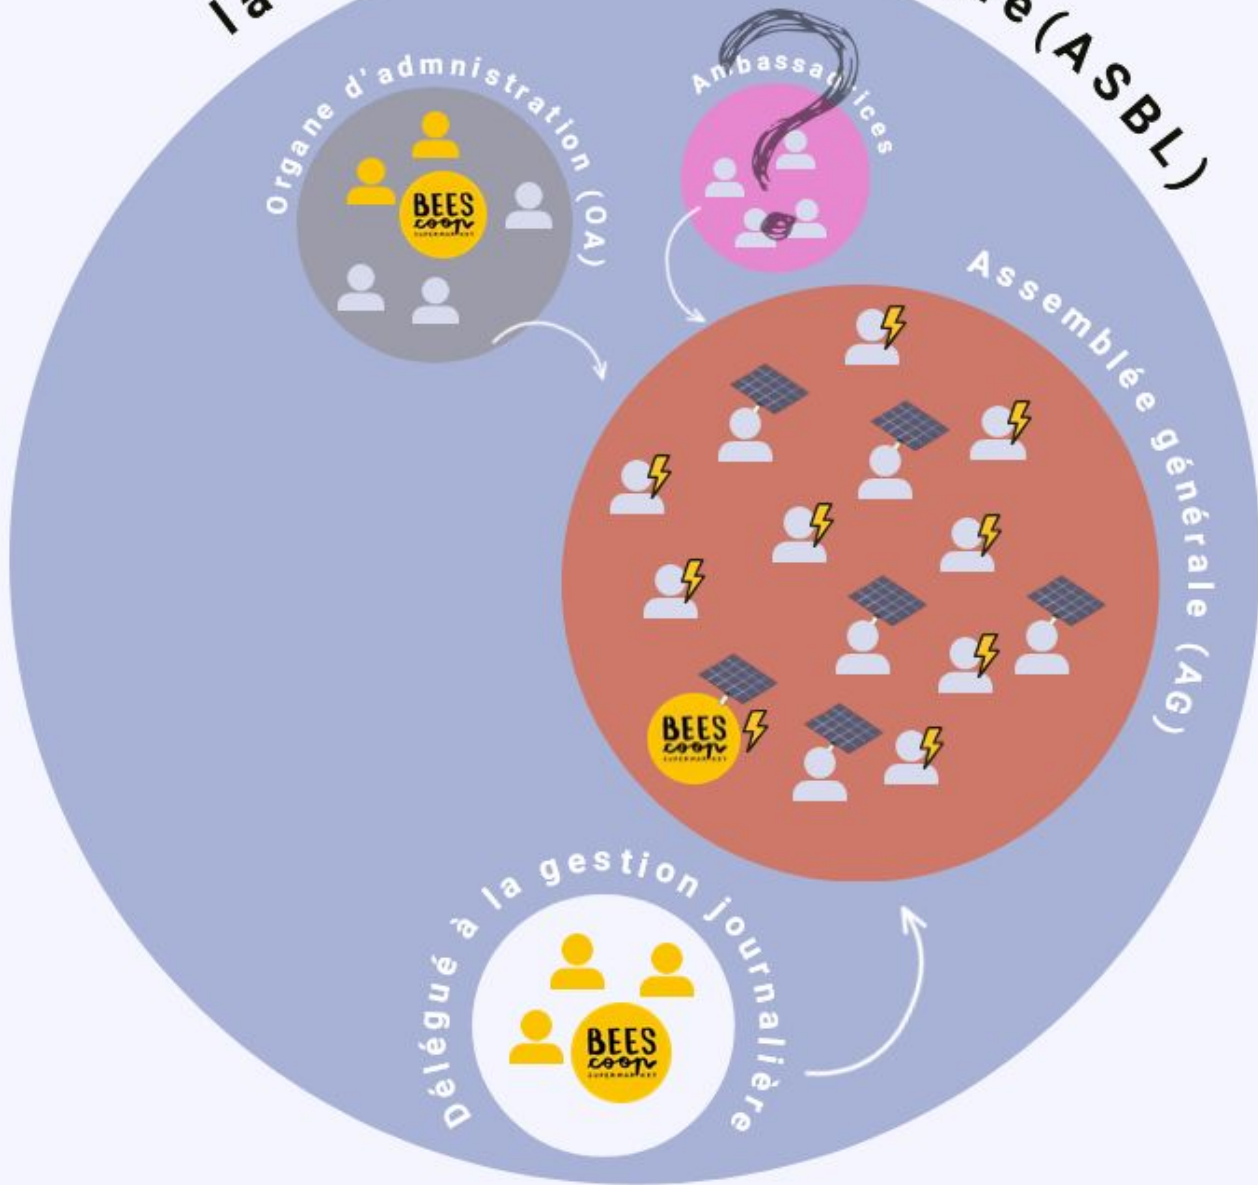 la
e (ASBL)
Organe d'admnistration (OA)
BEES
coop
SUPERMARKET
Assemblée générale (AG)
BEES
coop
SUPERMARKET
Délégué à la gestion journalière
BEES
coop
SUPERMARKET